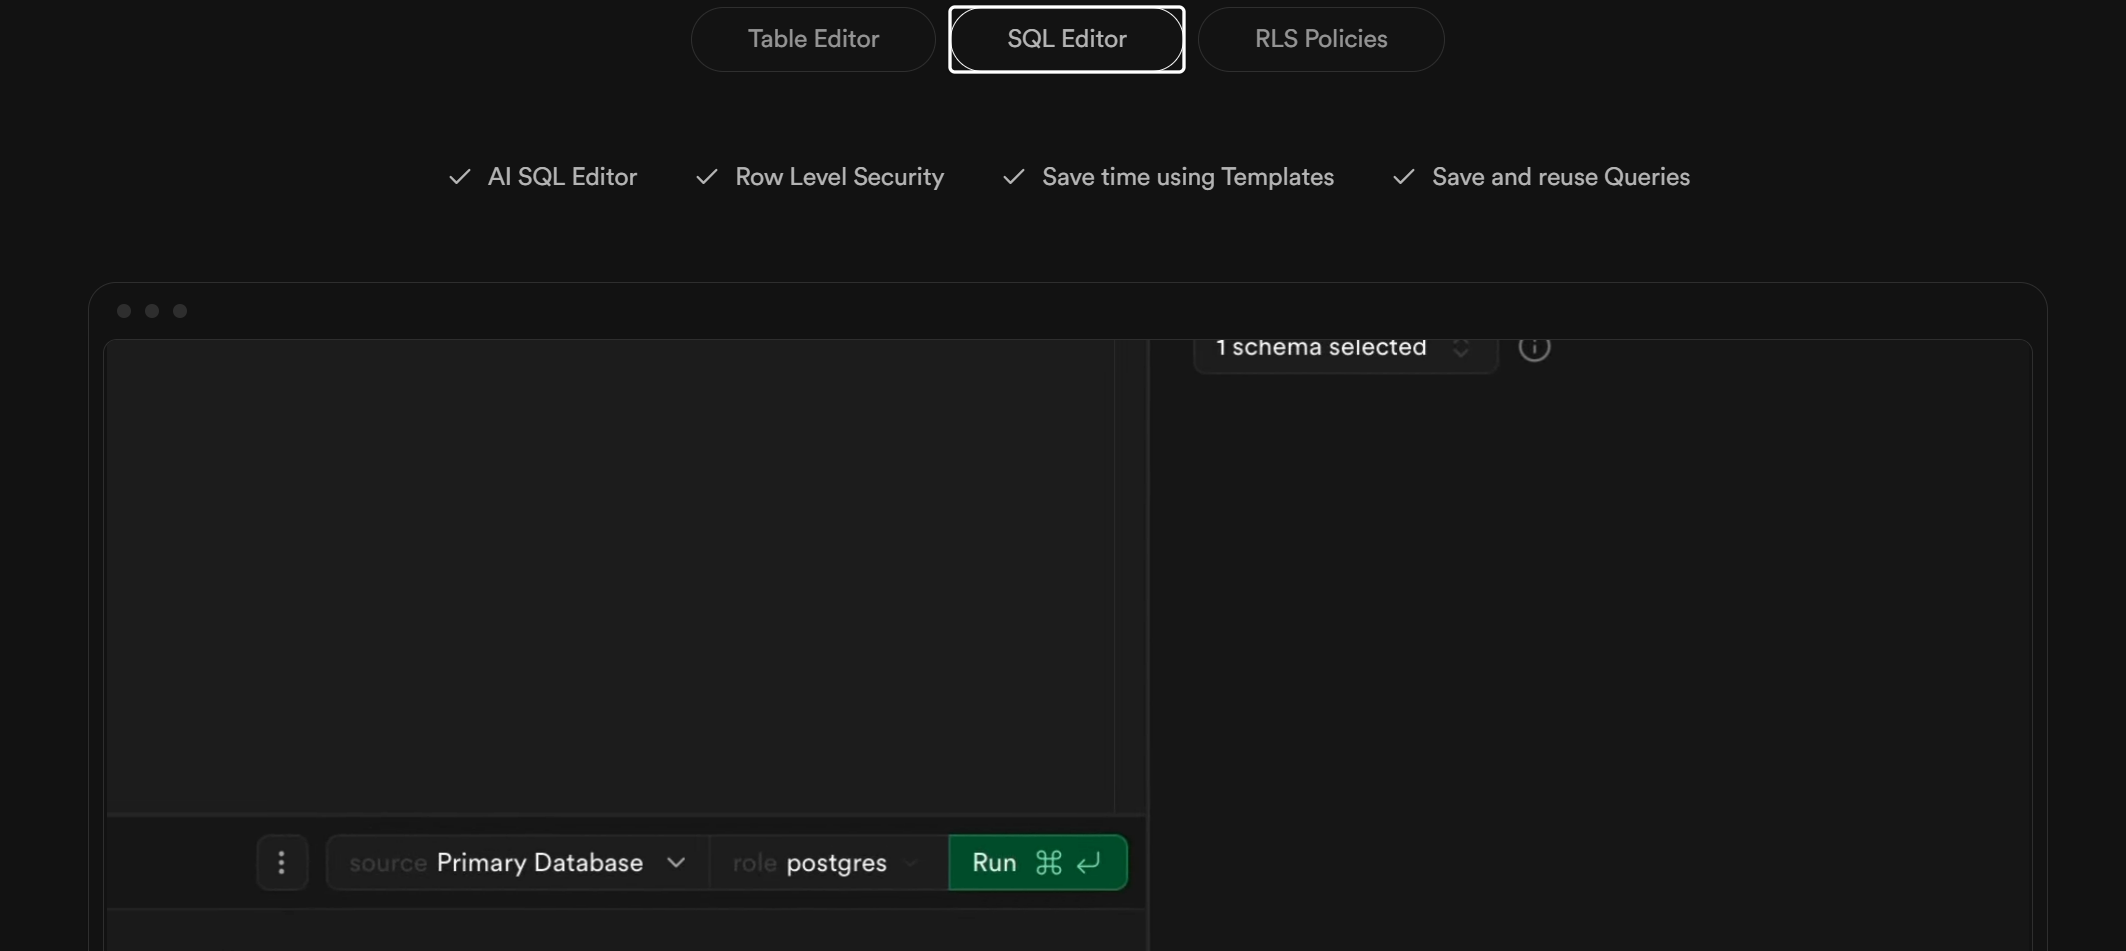 Table Editor SQL Editor RLS Policies
AI SQL Editor Row Level Security Save time using Templates Save and reuse Queries
1 schema selected
source Primary Database role postgres Run ⌘ ↵